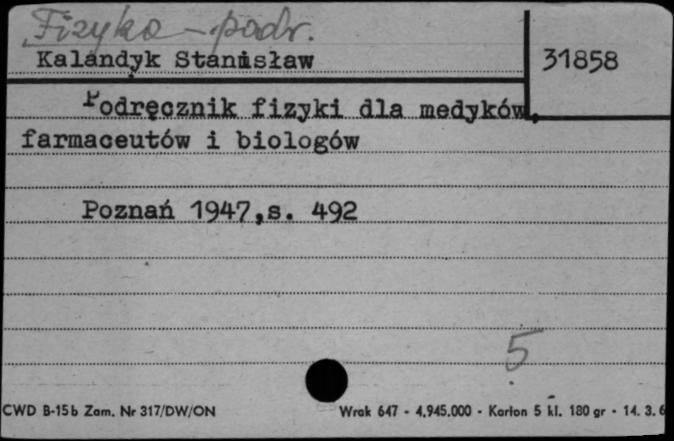 Fizyka - podr.
Kalandyk Stanisław
31858
Podręcznik fizyki dla medyków,
farmaceutów i biologów
Poznań 1947,s. 492
5
CWD B-15b Zam. Nr 317/DW/ON Wrak 647 - 4.945.000 - Karton 5 kl. 180 gr - 14. 3. 6